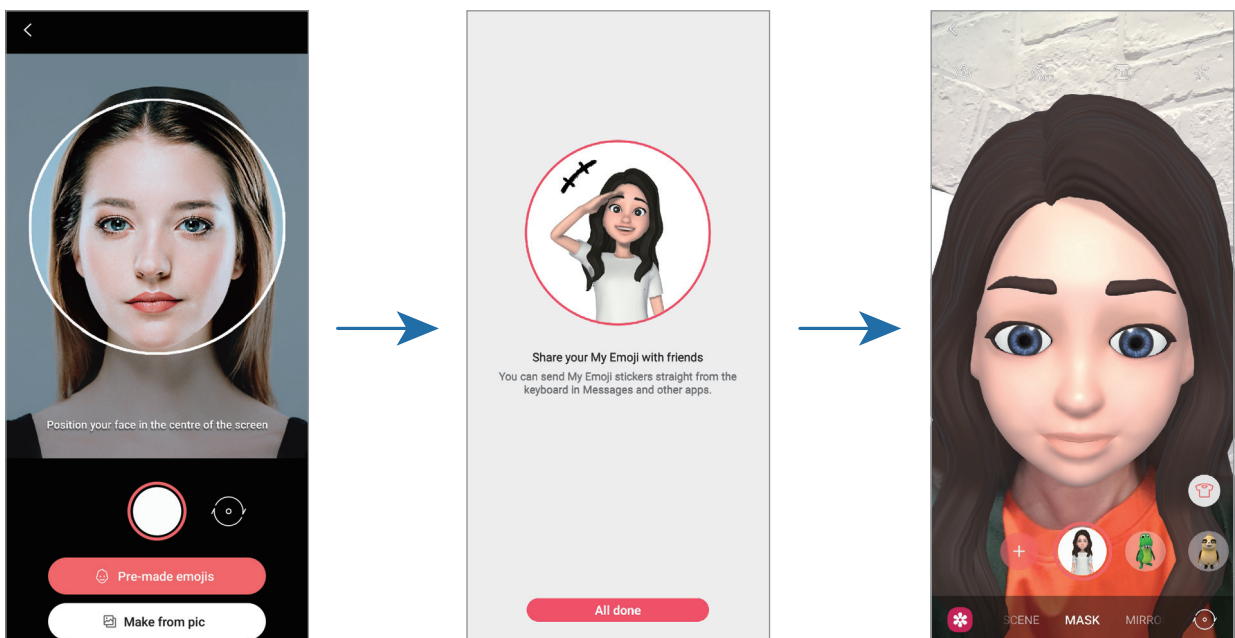 Position your face in the centre of the screen
Pre-made emojis
Make from pic
Share your My Emoji with friends
You can send My Emoji stickers straight from the
keyboard in Messages and other apps.
All done
SCENE MASK MIRRO